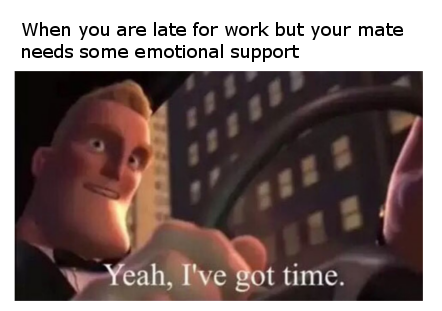 When you are late for work but your mate
needs some emotional support
Yeah, I've got time.